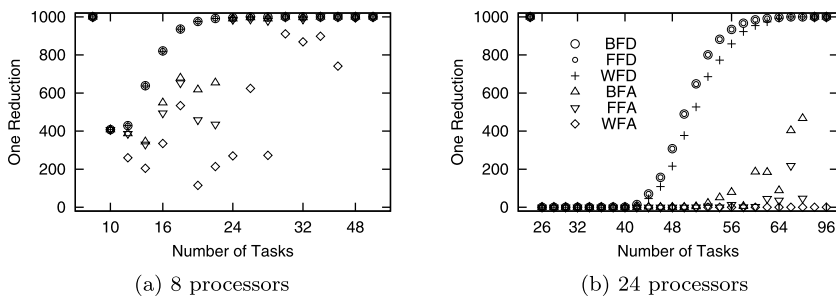 1000
800
600
400
200
0
One Reduction
10
16
24
36
48
Number of Tasks
(a) 8 processors
1000
800
600
400
200
0
One Reduction
BFD
FFD
WFD
BFA
FFA
WFA
26
32
40
48
56
64
72
96
Number of Tasks
(b) 24 processors